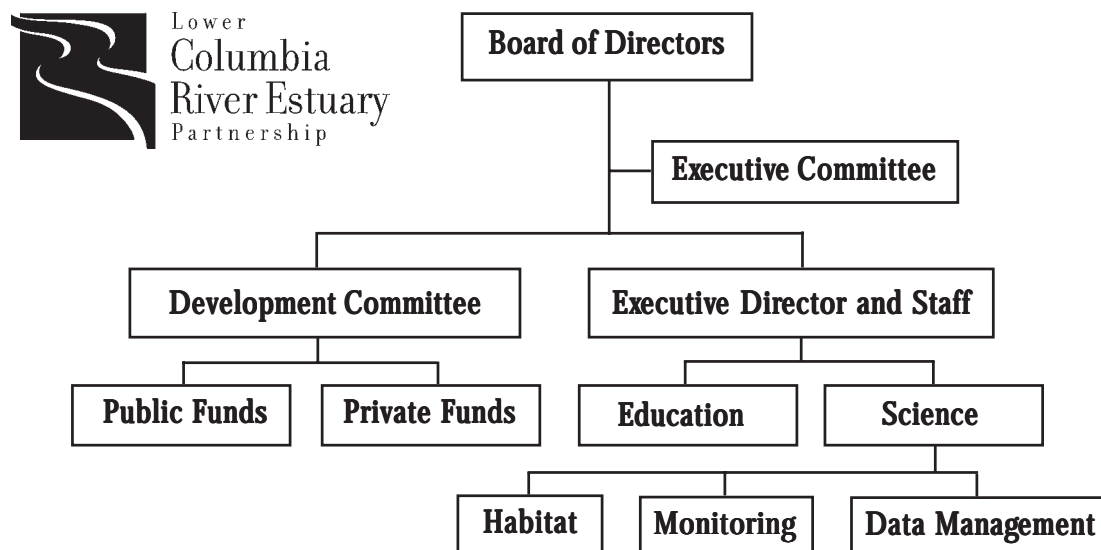 Lower
Columbia
River Estuary
Partnership
Board of Directors
Executive Committee
Development Committee
Executive Director and Staff
Public Funds
Private Funds
Education
Science
Habitat
Monitoring
Data Management